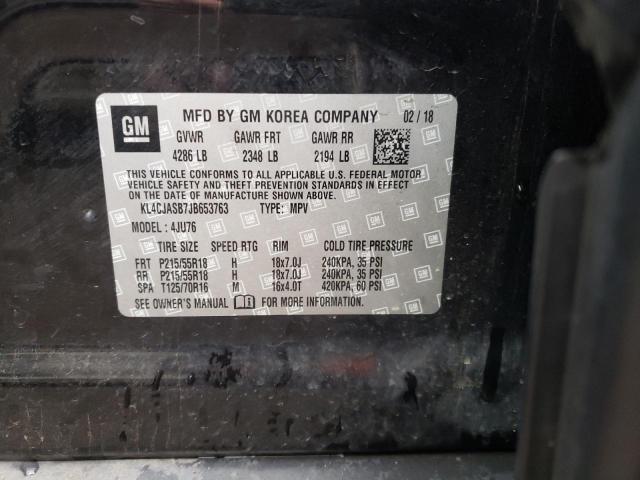 GM MFD BY GM KOREA COMPANY 02 / 18
GVWR GAWR FRT GAWR RR
4286 LB 2348 LB 2194 LB
THIS VEHICLE CONFORMS TO ALL APPLICABLE U.S. FEDERAL MOTOR
VEHICLE SAFETY AND THEFT PREVENTION STANDARDS IN EFFECT
ON THE DATE OF MANUFACTURE SHOWN ABOVE.
KL4CJASB7JB653763 TYPE: MPV
MODEL : 4JU76
TIRE SIZE SPEED RTG RIM COLD TIRE PRESSURE
FRT P215/55R18 H 18x7.0J 240KPA, 35 PSI
RR P215/55R18 H 18x7.0J 240KPA, 35 PSI
SPA T125/70R16 M 16x4.0T 420KPA, 60 PSI
SEE OWNER'S MANUAL FOR MORE INFORMATION.